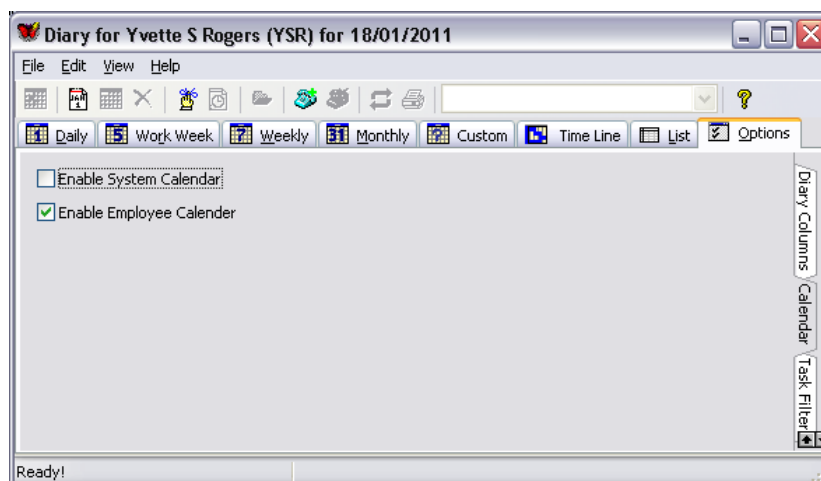 Diary for Yvette S Rogers (YSR) for 18/01/2011
File Edit View Help
Daily Work Week Weekly Monthly Custom Time Line List Options
Enable System Calendar
Enable Employee Calender
Diary Columns
Calendar
Task Filter
Ready!